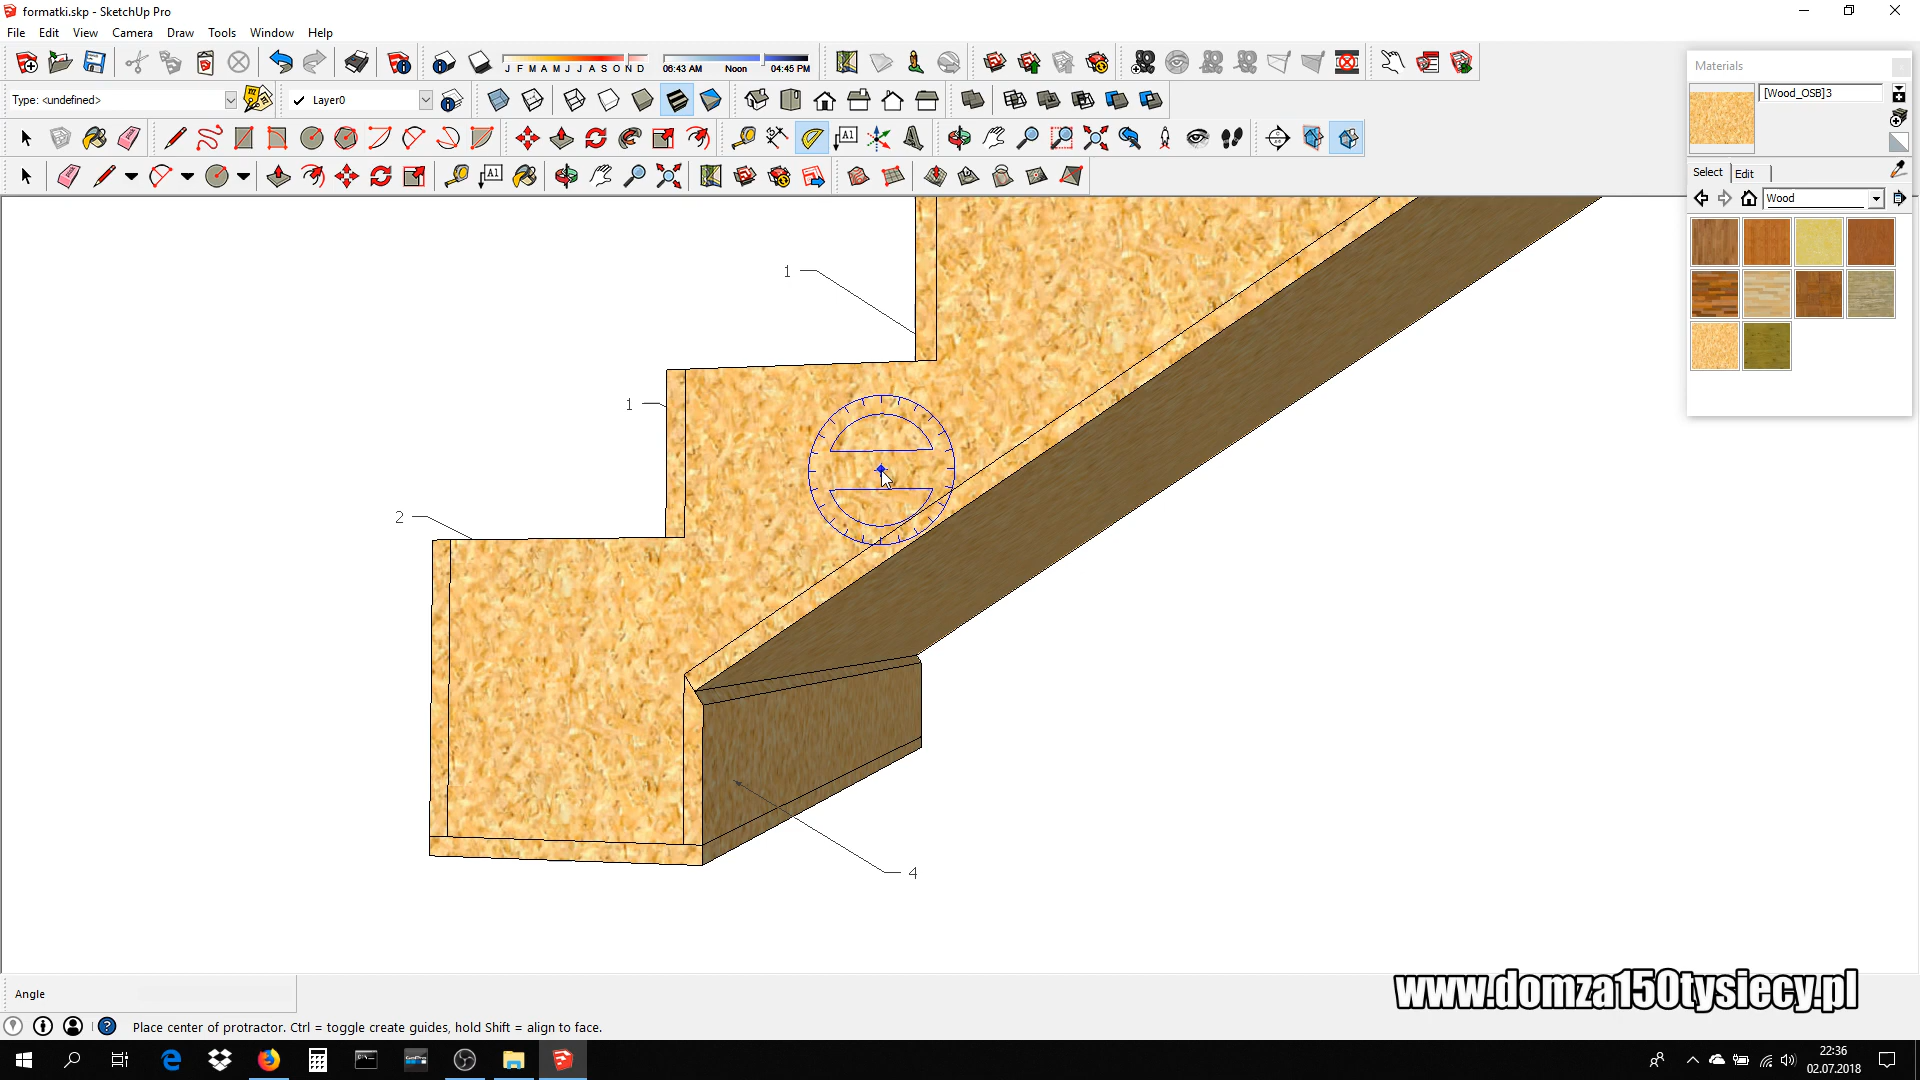 formatki.skp - SketchUp Pro
File Edit View Camera Draw Tools Window Help
J F M A M J J A S O N D
06:43 AM Noon 04:45 PM
Type: <undefined>
Layer0
A1
A1
Materials
[Wood_OSB]3
Select Edit
Wood
1
1
2
4
www.domza150tysiecy.pl
Angle
Place center of protractor. Ctrl = toggle create guides, hold Shift = align to face.
22:36
02.07.2018